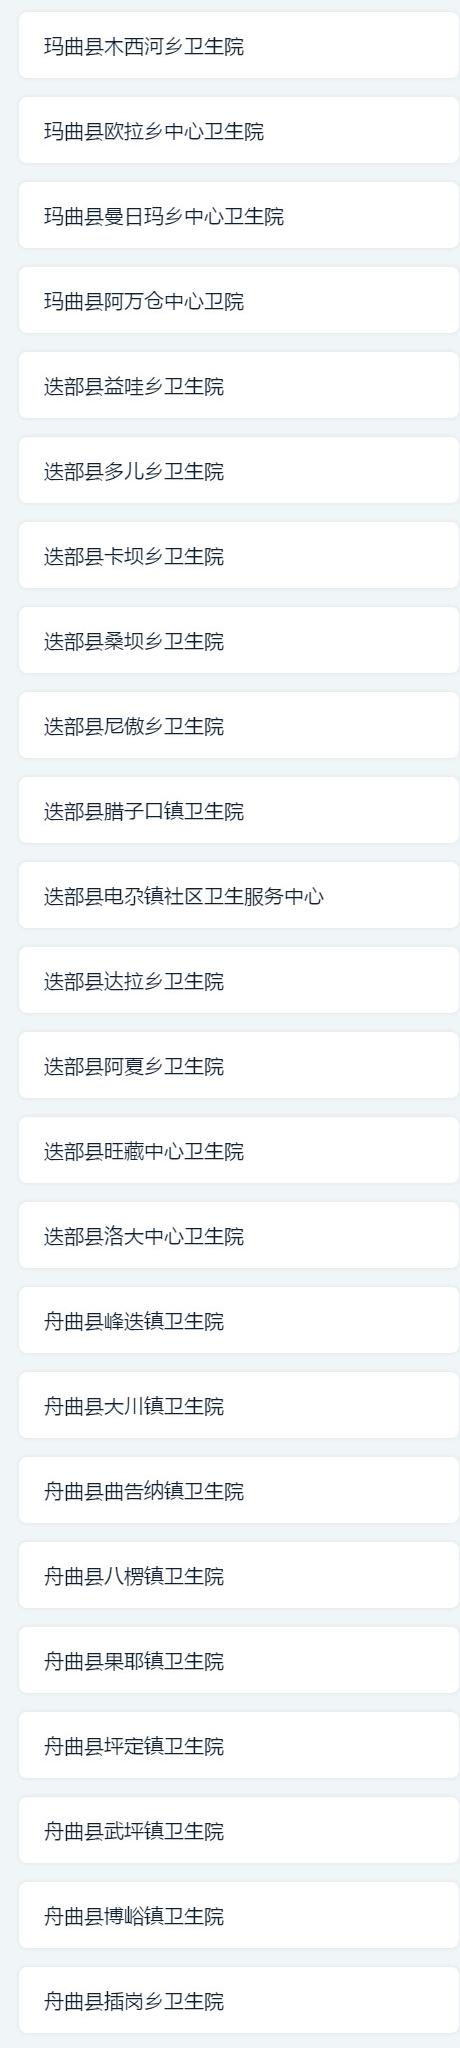 玛曲县木西河乡卫生院
玛曲县欧拉乡中心卫生院
玛曲县曼日玛乡中心卫生院
玛曲县阿万仓中心卫院
迭部县益哇乡卫生院
迭部县多儿乡卫生院
迭部县卡坝乡卫生院
迭部县桑坝乡卫生院
迭部县尼傲乡卫生院
迭部县腊子口镇卫生院
迭部县电尕镇社区卫生服务中心
迭部县达拉乡卫生院
迭部县阿夏乡卫生院
迭部县旺藏中心卫生院
迭部县洛大中心卫生院
舟曲县峰迭镇卫生院
舟曲县大川镇卫生院
舟曲县曲告纳镇卫生院
舟曲县八楞镇卫生院
舟曲县果耶镇卫生院
舟曲县坪定镇卫生院
舟曲县武坪镇卫生院
舟曲县博峪镇卫生院
舟曲县插岗乡卫生院